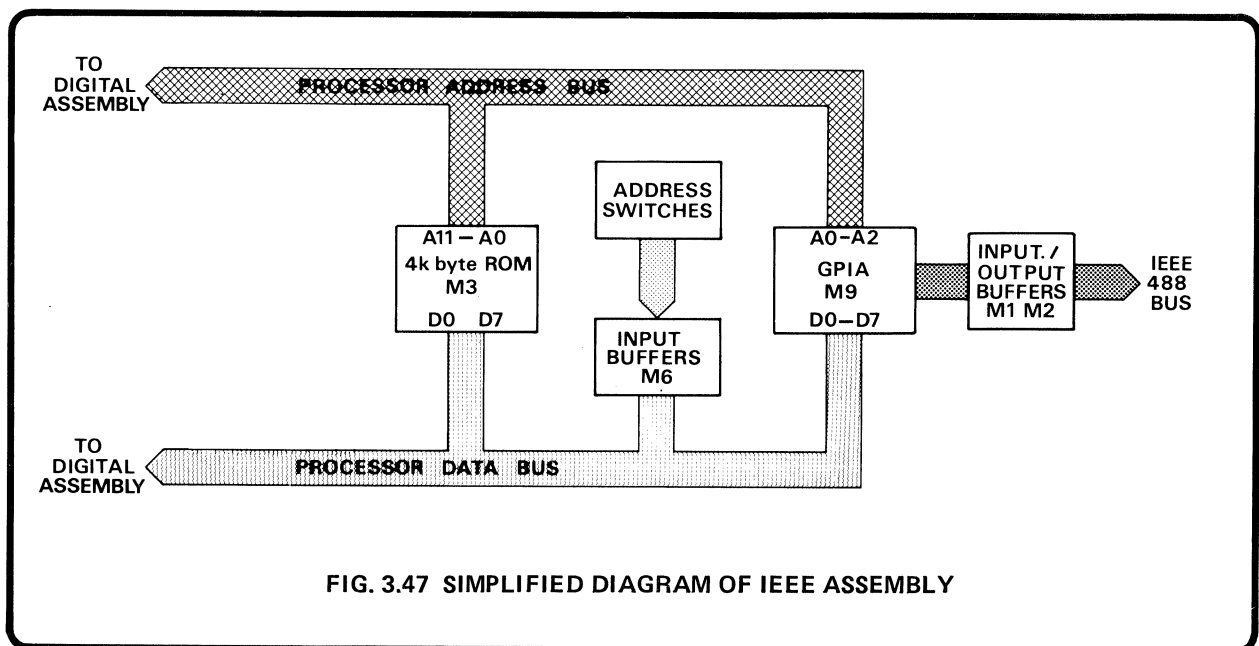 TO
DIGITAL
ASSEMBLY
PROCESSOR ADDRESS BUS
ADDRESS
SWITCHES
A11 – A0
4k byte ROM
M3
D0 D7
INPUT
BUFFERS
M6
A0–A2
GPIA
M9
D0–D7
INPUT./
OUTPUT
BUFFERS
M1 M2
IEEE
488
BUS
TO
DIGITAL
ASSEMBLY
PROCESSOR DATA BUS
FIG. 3.47 SIMPLIFIED DIAGRAM OF IEEE ASSEMBLY